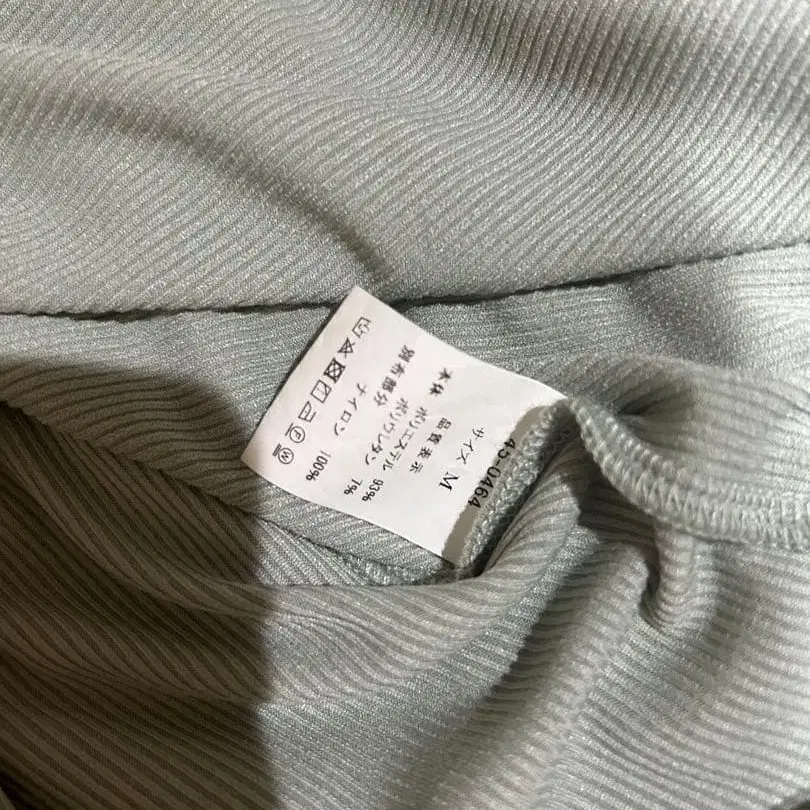 45-0464
サイズ M
品質表示
本体 ポリエステル 93%
ポリウレタン 7%
別布部分
ナイロン 100%